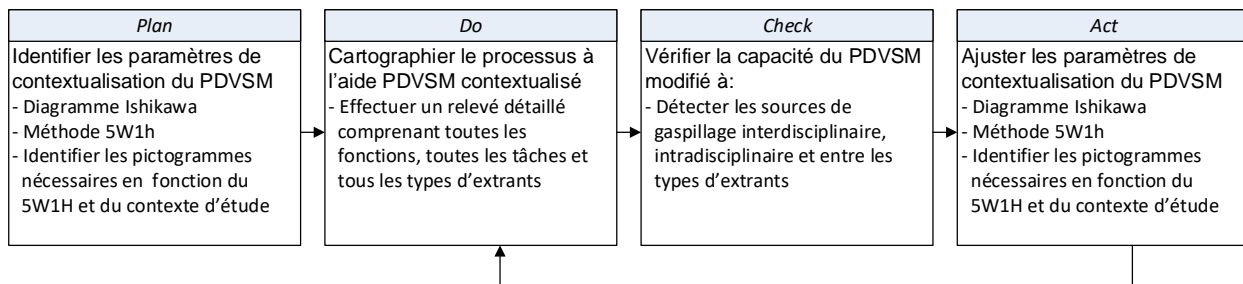 Plan
Identifier les paramètres de
contextualisation du PDVSM
- Diagramme Ishikawa
- Méthode 5W1h
- Identifier les pictogrammes
nécessaires en fonction du
5W1H et du contexte d’étude
Do
Cartographier le processus à
l’aide PDVSM contextualisé
- Effectuer un relevé détaillé
comprenant toutes les
fonctions, toutes les tâches et
tous les types d’extrants
Check
Vérifier la capacité du PDVSM
modifié à:
- Détecter les sources de
gaspillage interdisciplinaire,
intradisciplinaire et entre les
types d’extrants
Act
Ajuster les paramètres de
contextualisation du PDVSM
- Diagramme Ishikawa
- Méthode 5W1h
- Identifier les pictogrammes
nécessaires en fonction du
5W1H et du contexte d’étude